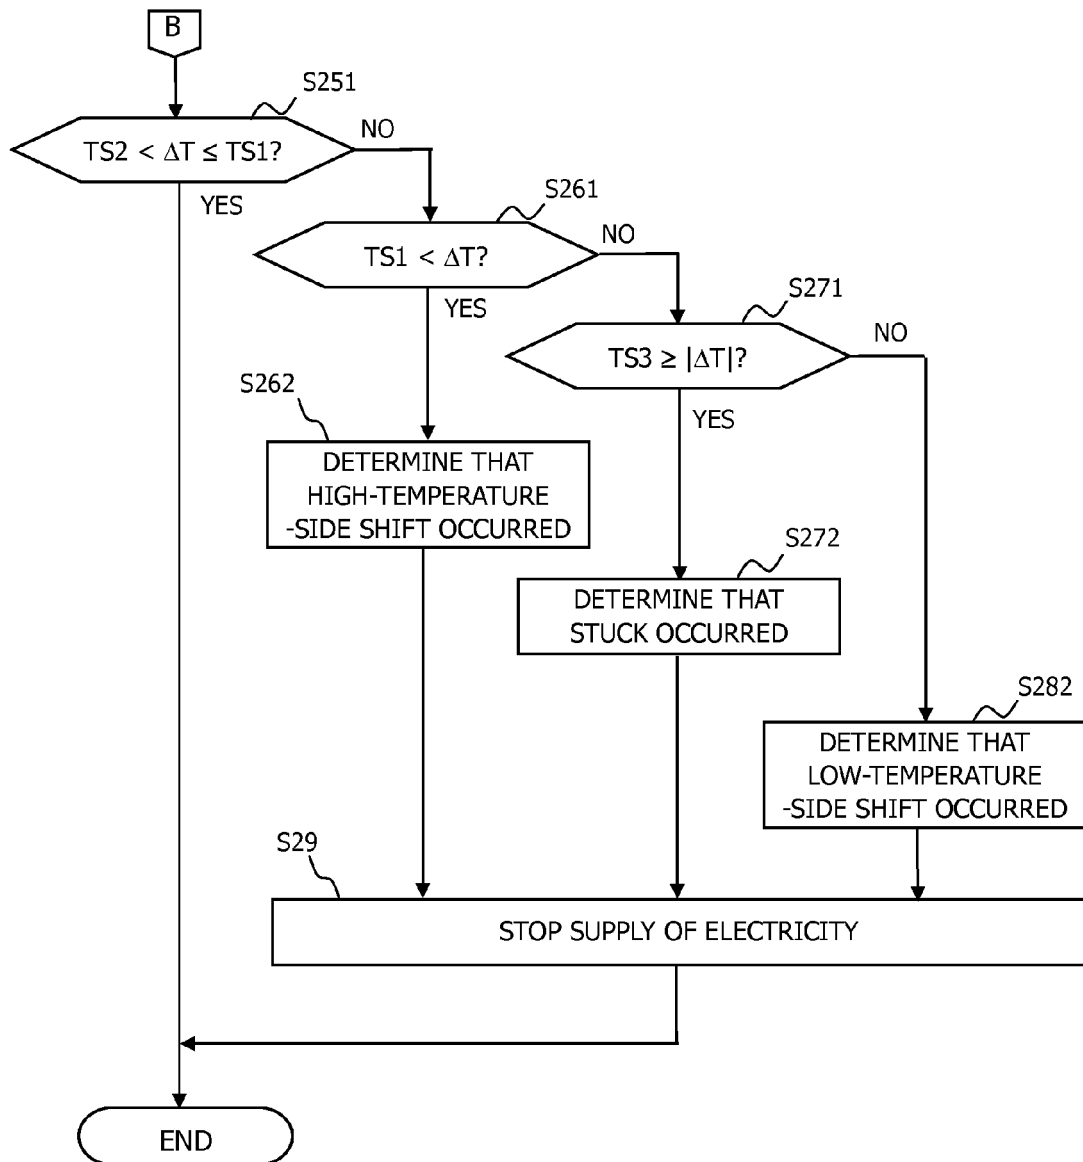 B
S251
TS2 < ΔT ≤ TS1?
NO
YES
S261
TS1 < ΔT?
NO
YES
S271
TS3 ≥ |ΔT|?
NO
YES
S262
DETERMINE THAT
HIGH-TEMPERATURE
-SIDE SHIFT OCCURRED
S272
DETERMINE THAT
STUCK OCCURRED
S282
DETERMINE THAT
LOW-TEMPERATURE
-SIDE SHIFT OCCURRED
S29
STOP SUPPLY OF ELECTRICITY
END